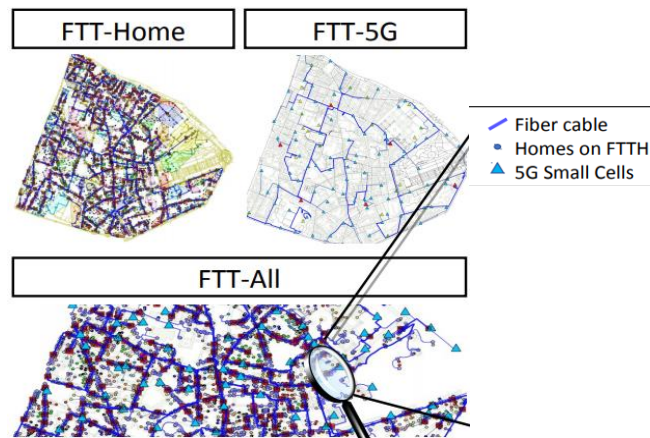 FTT-Home
FTT-5G
Fiber cable
Homes on FTTH
5G Small Cells
FTT-All